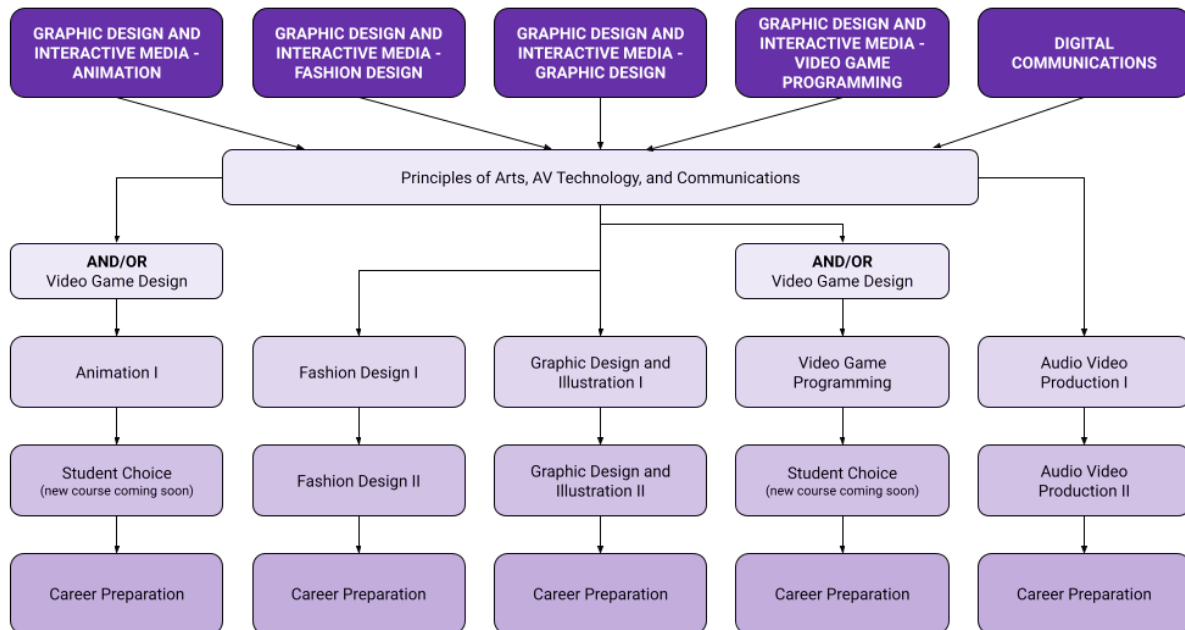 GRAPHIC DESIGN AND
INTERACTIVE MEDIA -
ANIMATION
GRAPHIC DESIGN AND
INTERACTIVE MEDIA -
FASHION DESIGN
GRAPHIC DESIGN AND
INTERACTIVE MEDIA -
GRAPHIC DESIGN
GRAPHIC DESIGN AND
INTERACTIVE MEDIA -
VIDEO GAME
PROGRAMMING
DIGITAL
COMMUNICATIONS
Principles of Arts, AV Technology, and Communications
AND/OR
Video Game Design
AND/OR
Video Game Design
Animation I
Fashion Design I
Graphic Design and
Illustration I
Video Game
Programming
Audio Video
Production I
Student Choice
(new course coming soon)
Fashion Design II
Graphic Design and
Illustration II
Student Choice
(new course coming soon)
Audio Video
Production II
Career Preparation
Career Preparation
Career Preparation
Career Preparation
Career Preparation